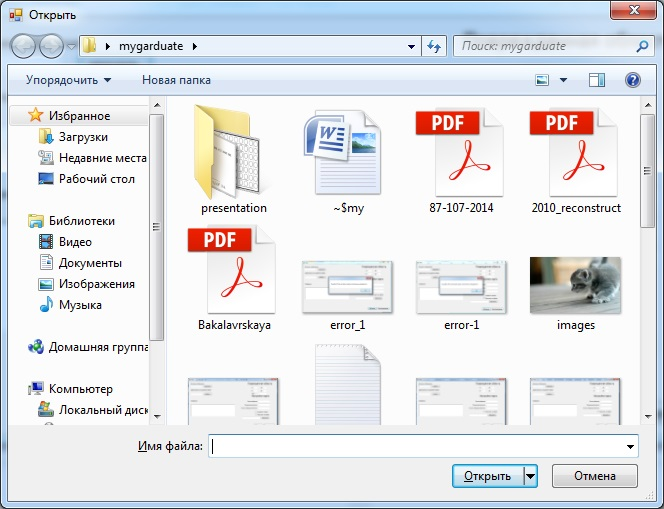 Открыть
mygarduate
Поиск: mygarduate
Упорядочить
Новая папка
Избранное
Загрузки
Недавние места
Рабочий стол
Библиотеки
Видео
Документы
Изображения
Музыка
Домашняя группа
Компьютер
Локальный диск
presentation
~$my
PDF
87-107-2014
PDF
2010_reconstruct
PDF
Bakalavrskaya
error_1
error-1
images
Имя файла:
Открыть
Отмена